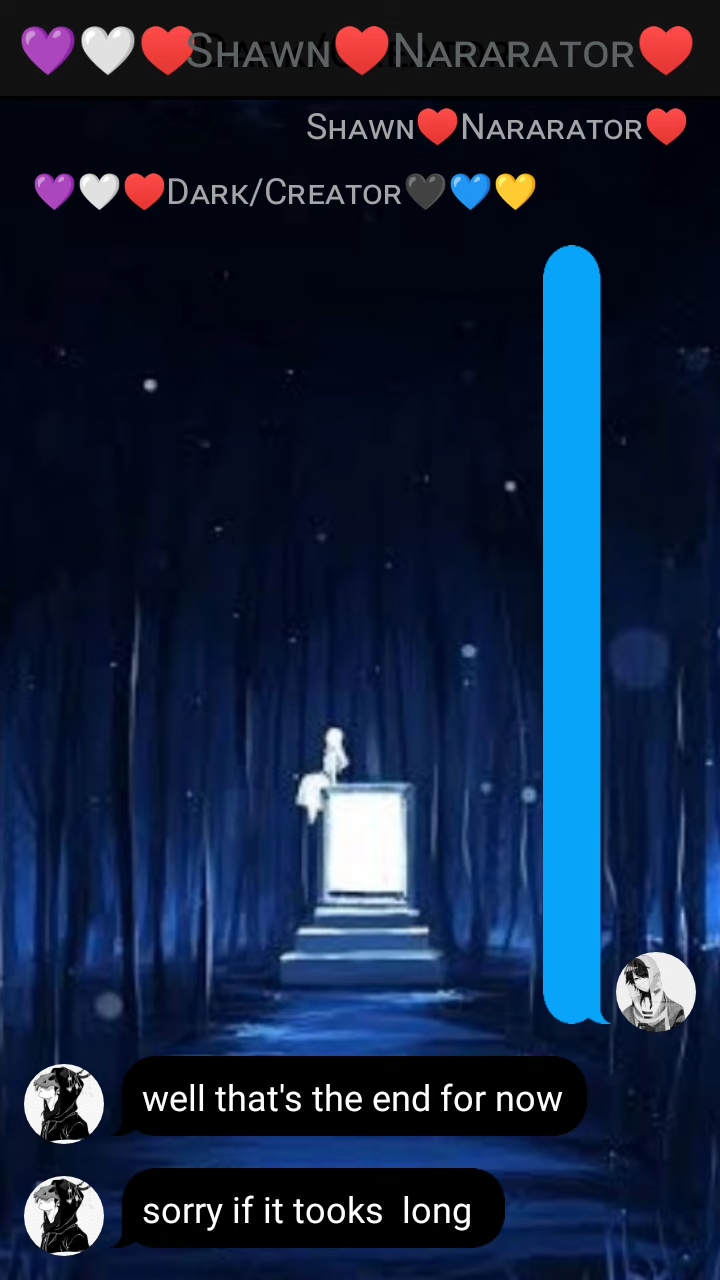 💜🤍❤️Shawn❤️Nararator❤️
Shawn❤️Nararator❤️
💜🤍❤️Dark/Creator🖤💙💛
well that's the end for now
sorry if it tooks  long